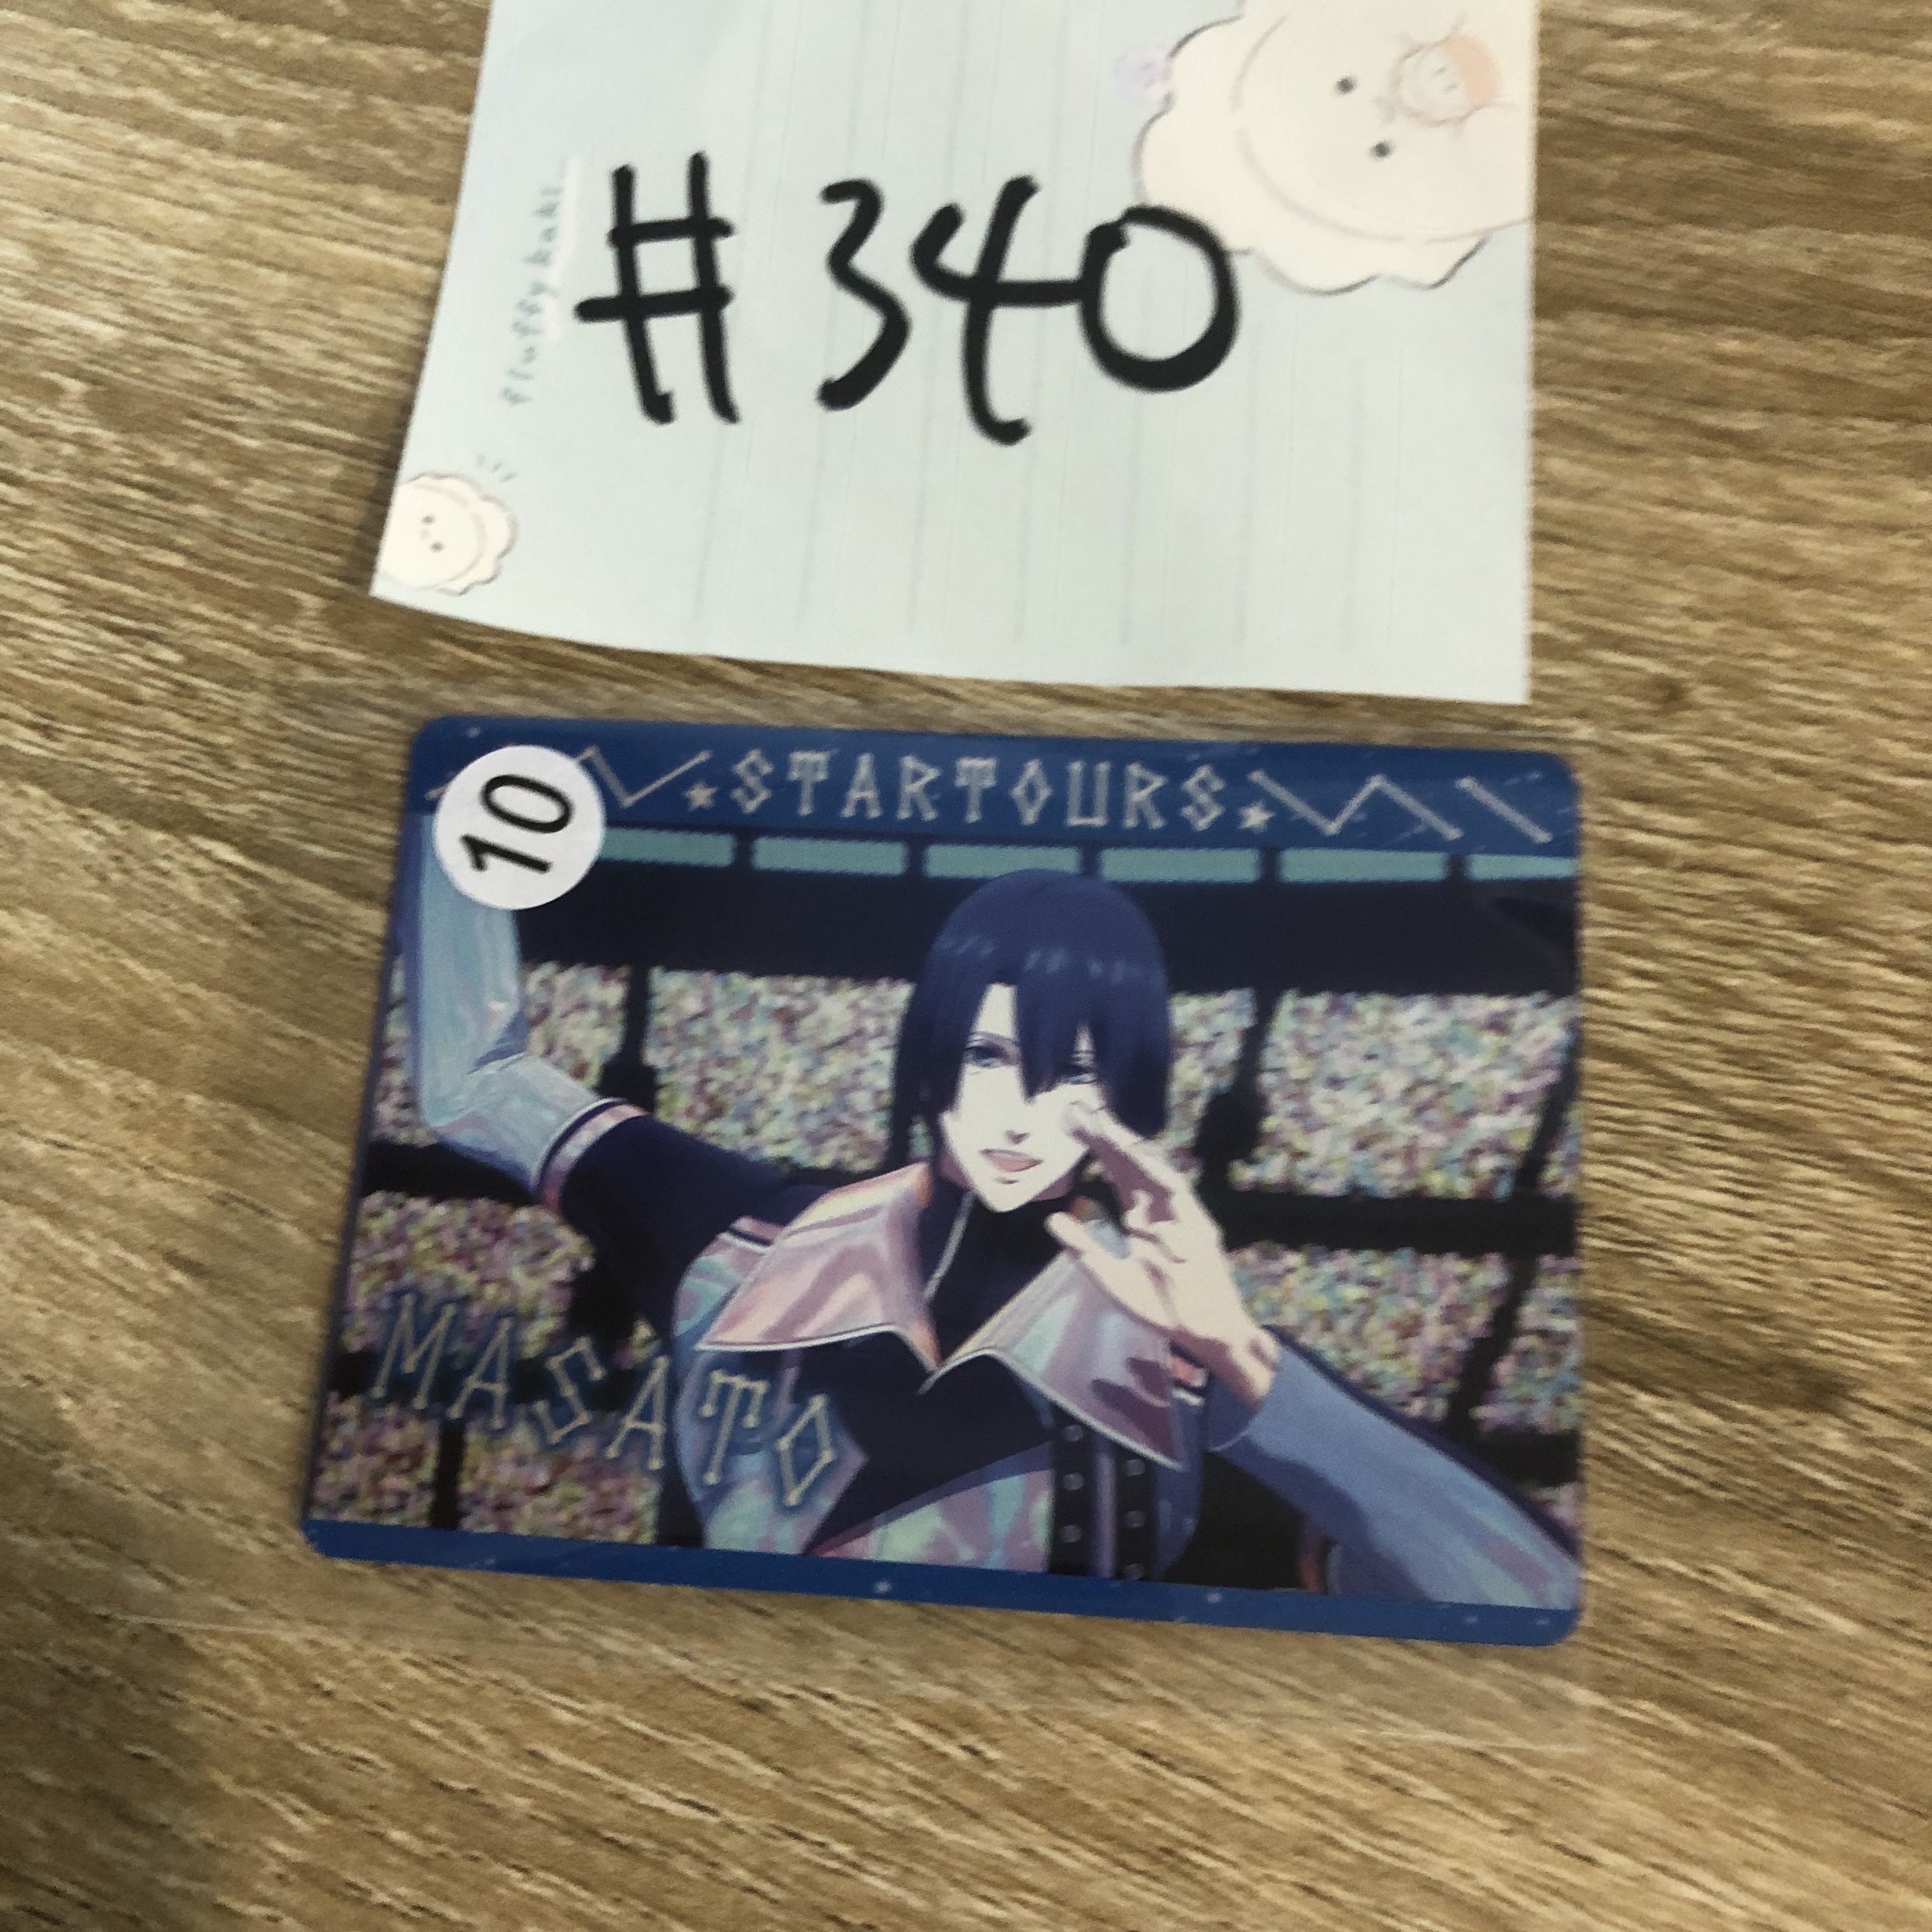 #340
fluffy kaki
10
STARTOURS
MASATO